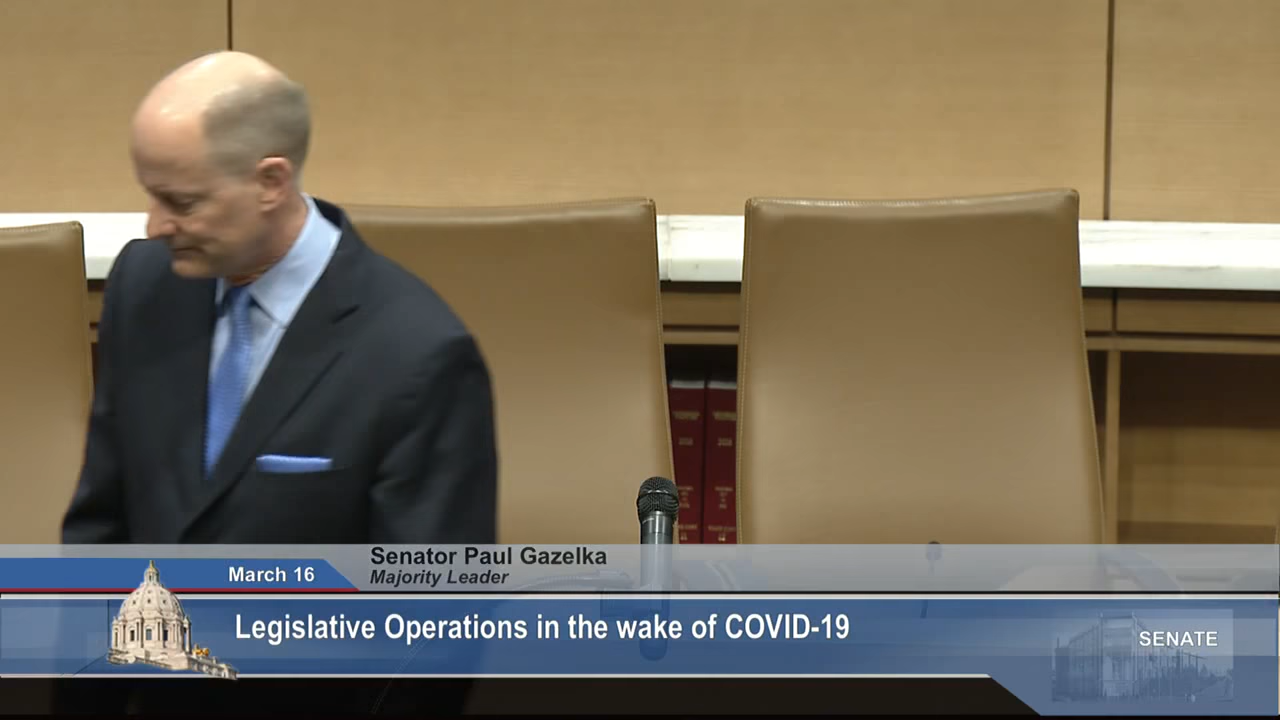 Senator Paul Gazelka
March 16
Majority Leader
Legislative Operations in the wake of COVID-19
SENATE